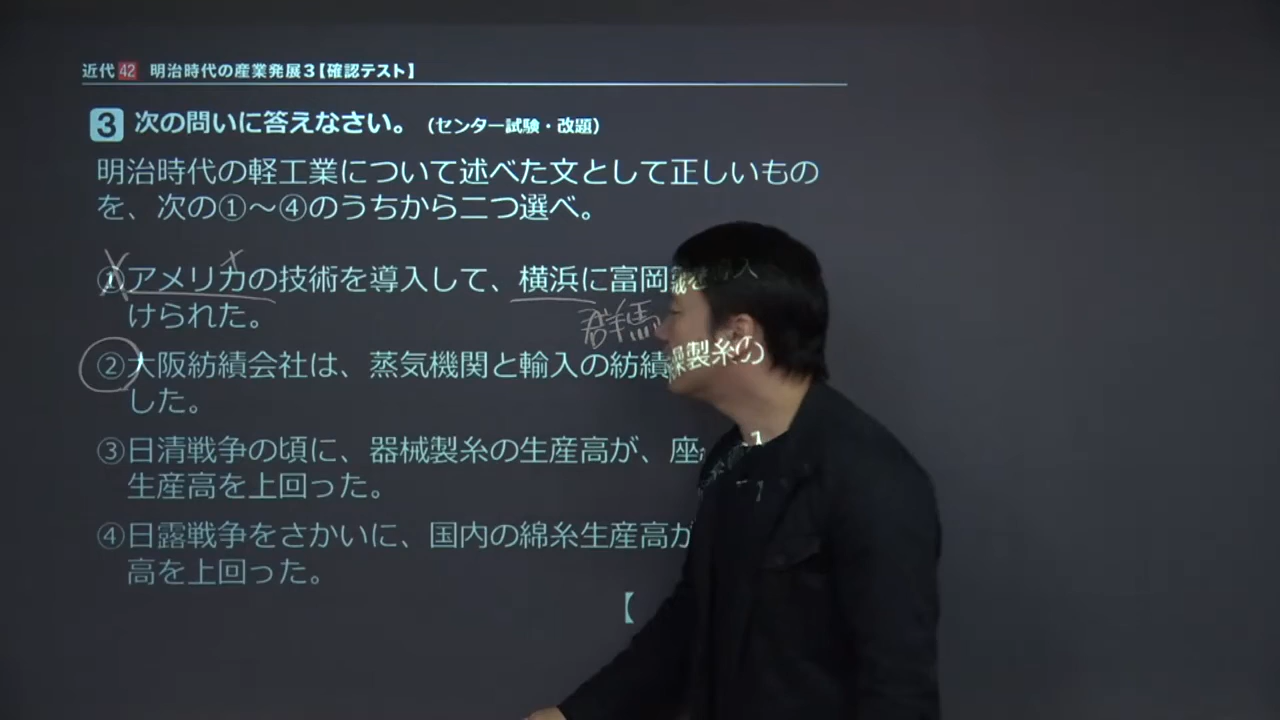 近代42 明治時代の産業発展3【確認テスト】
3 次の問いに答えなさい。(センター試験・改題)
明治時代の軽工業について述べた文として正しいもの
を、次の①〜④のうちから二つ選べ。
①アメリカの技術を導入して、横浜に富岡
けられた。
群馬
②大阪紡績会社は、蒸気機関と輸入の紡績
した。
③日清戦争の頃に、器械製糸の生産高が、座
生産高を上回った。
④日露戦争をさかいに、国内の綿糸生産高が
高を上回った。
【